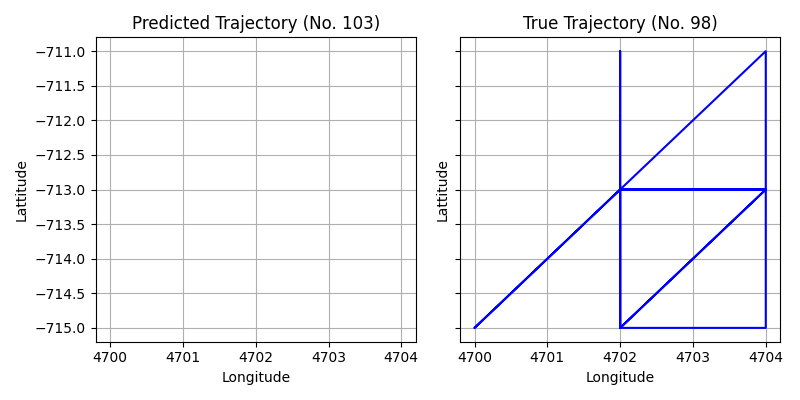 Predicted Trajectory (No. 103)
True Trajectory (No. 98)
−711.0
−711.5
−712.0
−712.5
−713.0
−713.5
−714.0
−714.5
−715.0
Lattitude
Lattitude
4700 4701 4702 4703 4704
4700 4701 4702 4703 4704
Longitude
Longitude